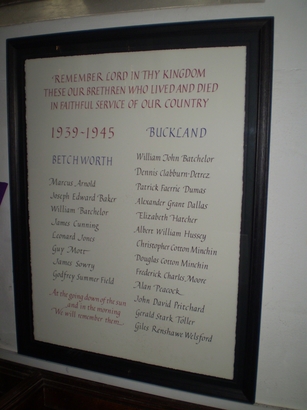 REMEMBER LORD IN THY KINGDOM
THESE OUR BRETHREN WHO LIVED AND DIED
IN FAITHFUL SERVICE OF OUR COUNTRY
1939-1945
BETCHWORTH
Marcus Arnold
Joseph Edward Baker
William Batchelor
James Cunning
Leonard Jones
Guy Mott
James Sowry
Godfrey Summer Field
At the going down of the sun
...and in the morning
We will remember them...
BUCKLAND
William John Batchelor
Dennis Clabburn-Detrez
Patrick Faerrie Dumas
Alexander Grant Dallas
Elizabeth Hatcher
Albert William Hussey
Christopher Cotton Minchin
Douglas Cotton Minchin
Frederick Charles Moore
Alan Peacock
John David Pritchard
Gerald Stark Toller
Giles Renshawe Welsford